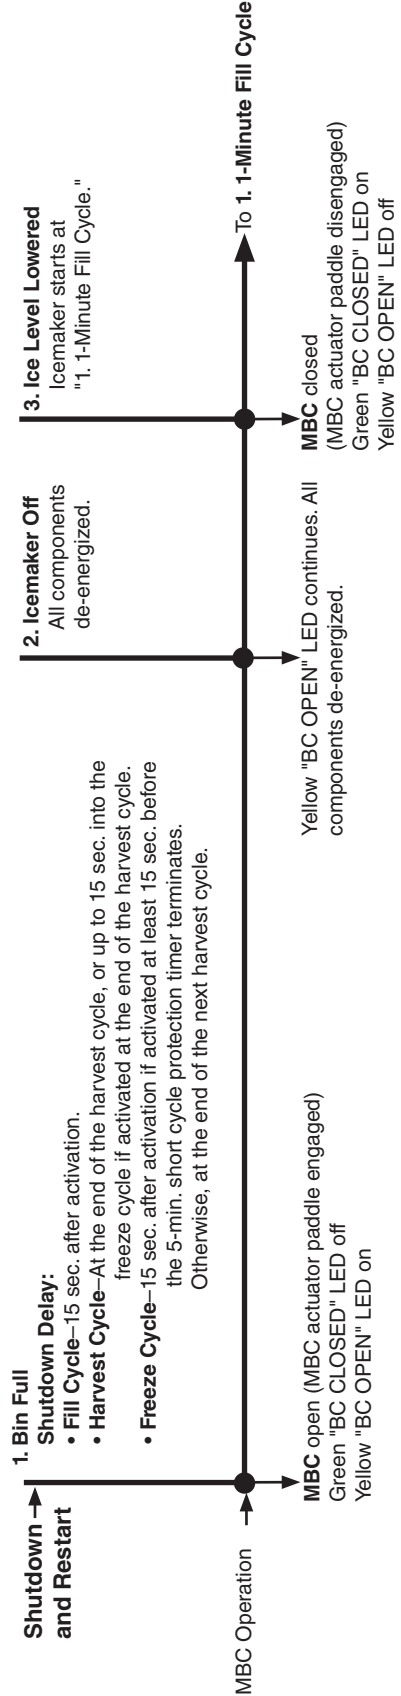 Shutdown
and Restart
1. Bin Full
Shutdown Delay:
• Fill Cycle–15 sec. after activation.
• Harvest Cycle–At the end of the harvest cycle, or up to 15 sec. into the
freeze cycle if activated at the end of the harvest cycle.
• Freeze Cycle–15 sec. after activation if activated at least 15 sec. before
the 5-min. short cycle protection timer terminates.
Otherwise, at the end of the next harvest cycle.
2. Icemaker Off
All components
de-energized.
3. Ice Level Lowered
Icemaker starts at
"1. 1-Minute Fill Cycle."
MBC Operation
To 1. 1-Minute Fill Cycle
MBC open (MBC actuator paddle engaged)
Green "BC CLOSED" LED off
Yellow "BC OPEN" LED on
Yellow "BC OPEN" LED continues. All
components de-energized.
MBC closed
(MBC actuator paddle disengaged)
Green "BC CLOSED" LED on
Yellow "BC OPEN" LED off